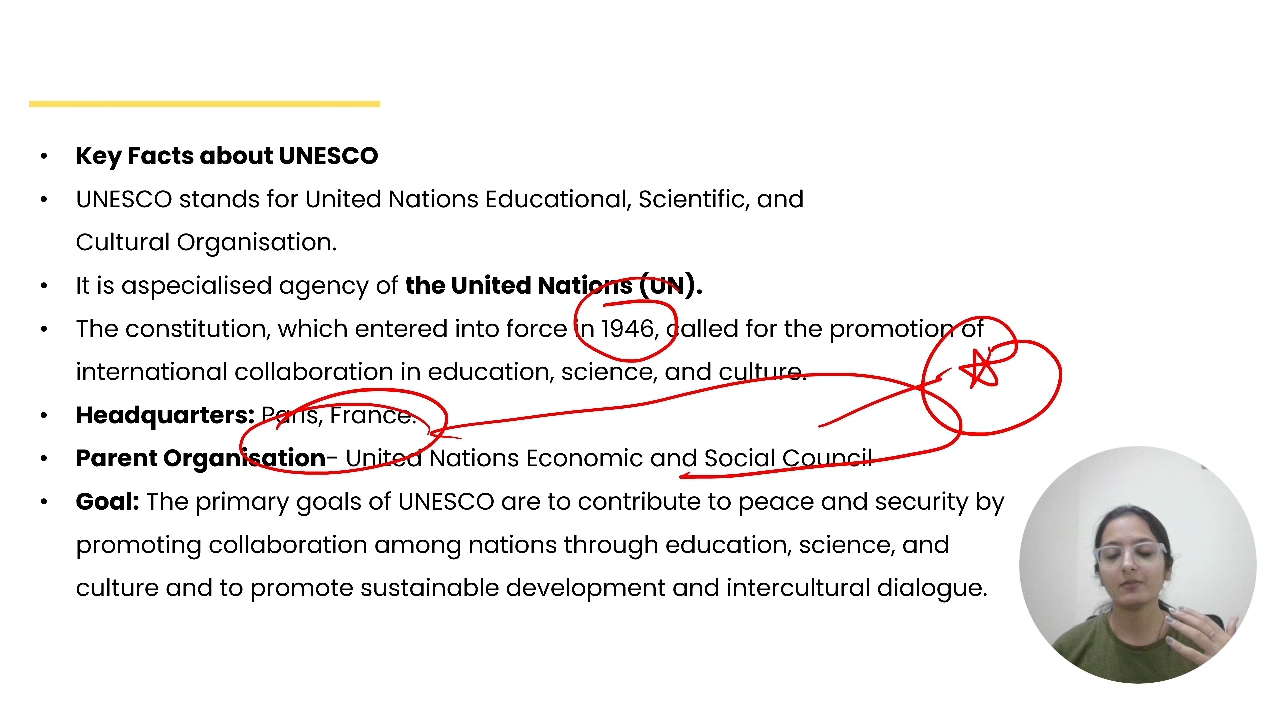 • Key Facts about UNESCO
• UNESCO stands for United Nations Educational, Scientific, and
Cultural Organisation.
• It is aspecialised agency of the United Nations (UN).
• The constitution, which entered into force in 1946, called for the promotion of
international collaboration in education, science, and culture.
• Headquarters: Paris, France.
• Parent Organisation- United Nations Economic and Social Council
• Goal: The primary goals of UNESCO are to contribute to peace and security by
promoting collaboration among nations through education, science, and
culture and to promote sustainable development and intercultural dialogue.